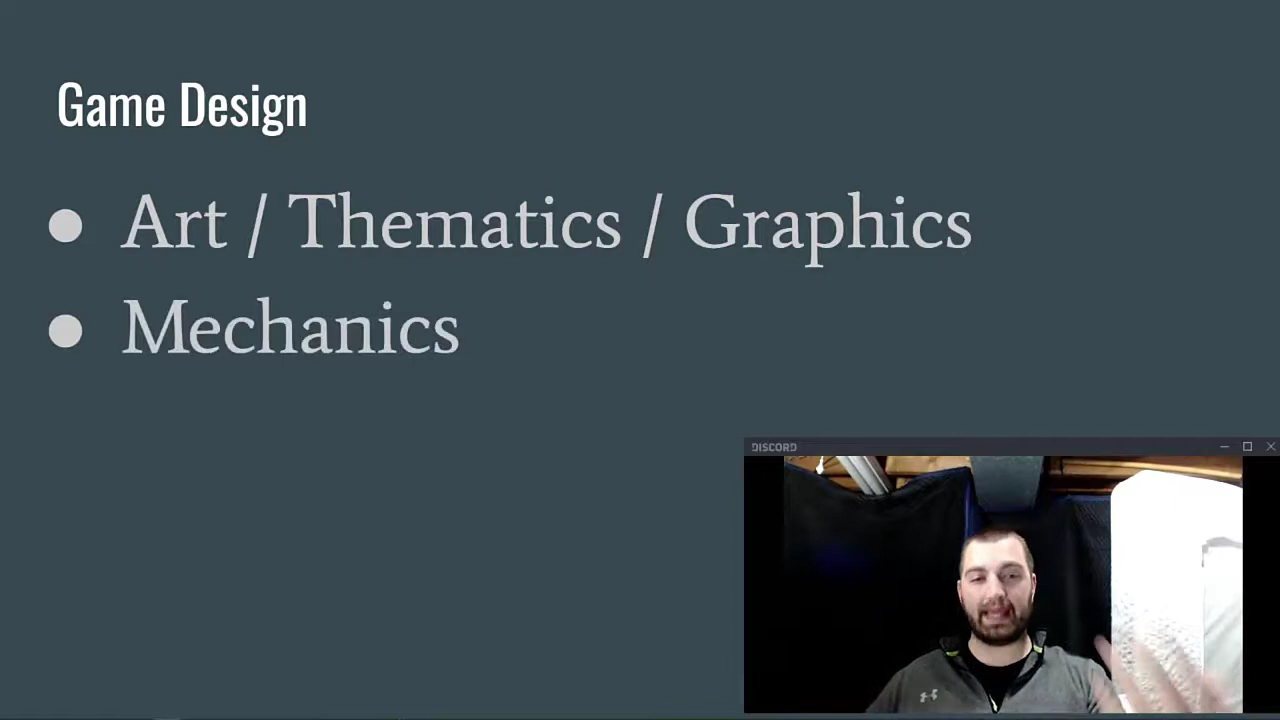 Game Design
● Art / Thematics / Graphics
● Mechanics
DISCORD